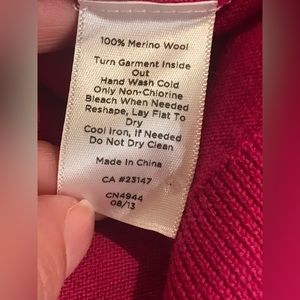 100% Merino Wool
Turn Garment Inside
Out
Hand Wash Cold
Only Non-Chlorine
Bleach When Needed
Reshape, Lay Flat To
Dry
Cool Iron, If Needed
Do Not Dry Clean
Made In China
CA #23147
CN4944
08/13